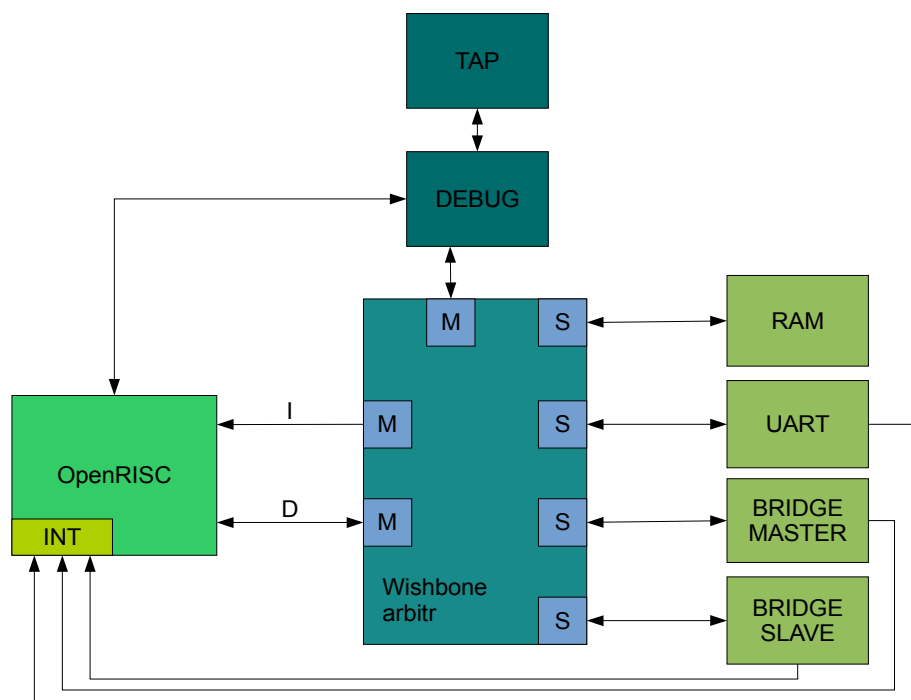 TAP
DEBUG
M
S
RAM
I
M
S
UART
OpenRISC
D
M
S
BRIDGE
MASTER
INT
Wishbone
arbitr
S
BRIDGE
SLAVE